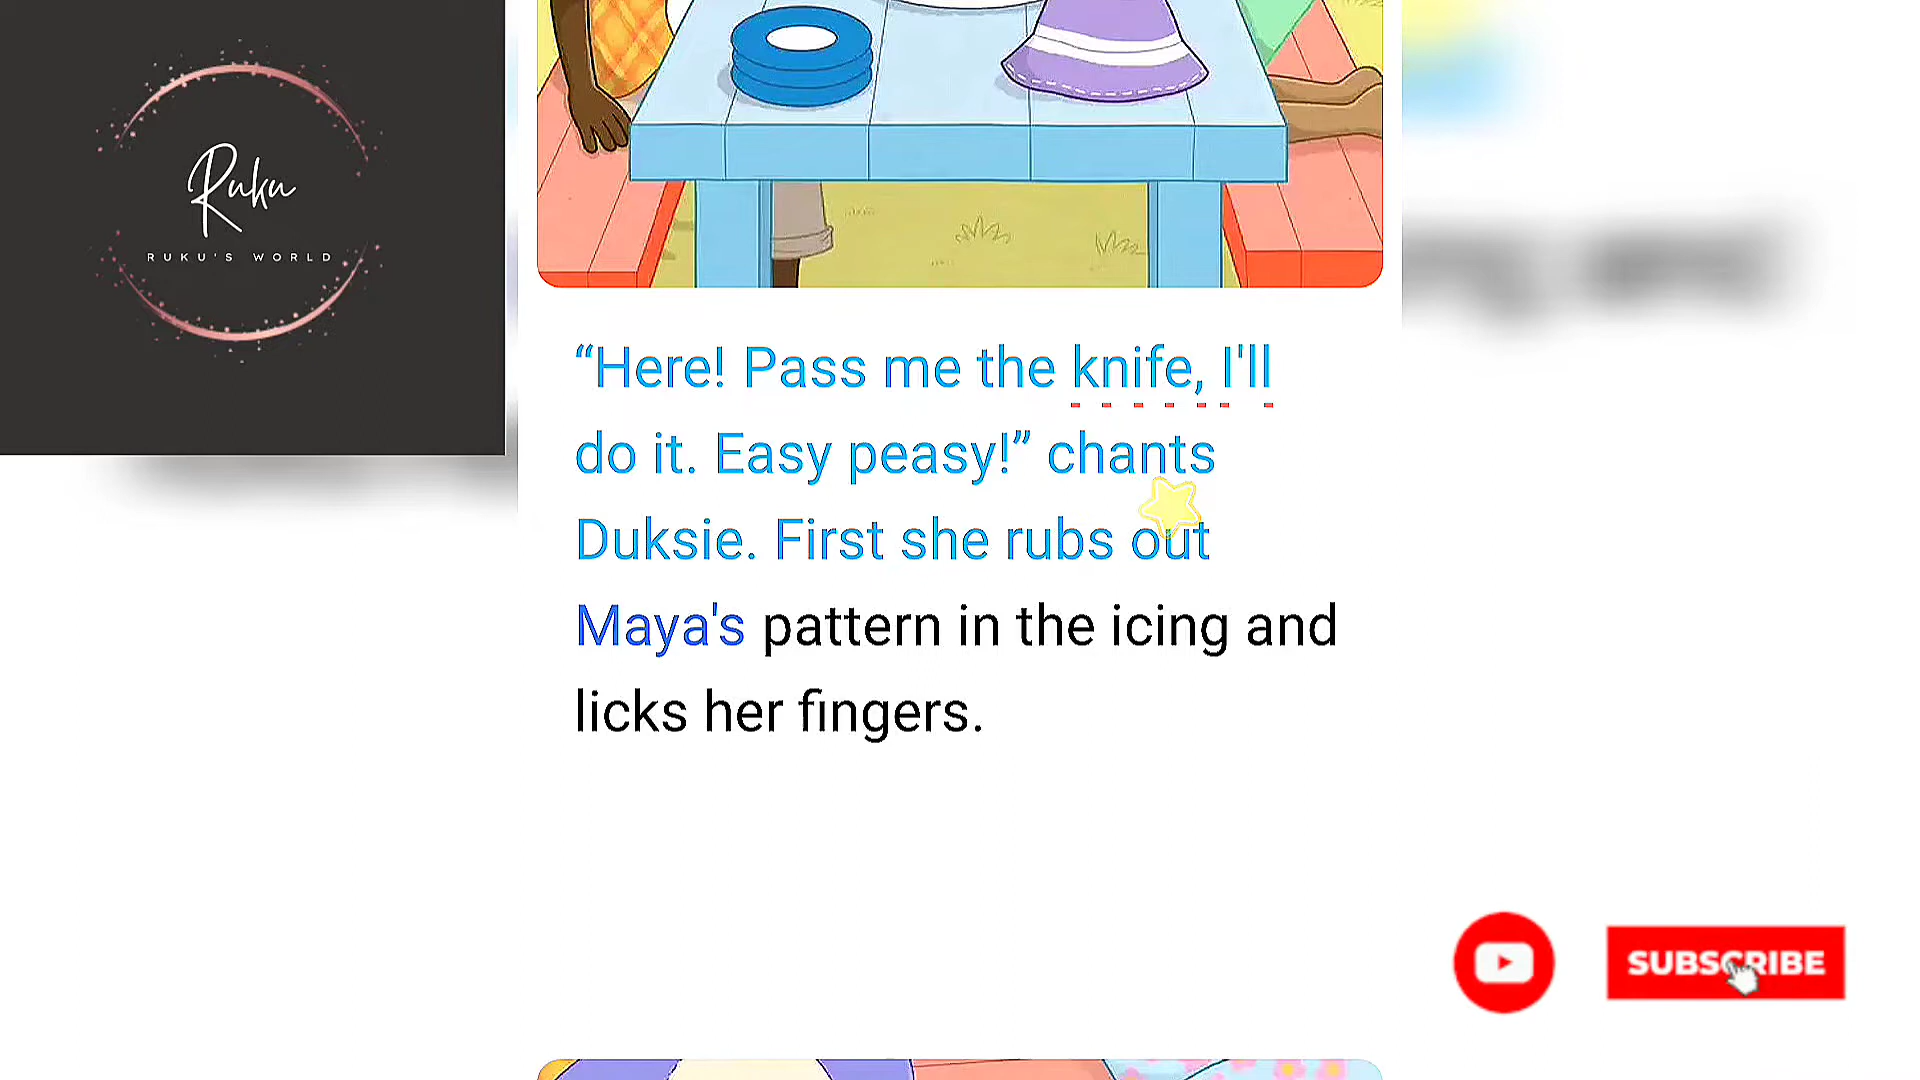 Ruku
RUKU'S WORLD
“Here! Pass me the knife, I'll
do it. Easy peasy!” chants
Duksie. First she rubs out
Maya's pattern in the icing and
licks her fingers.
SUBSCRIBE